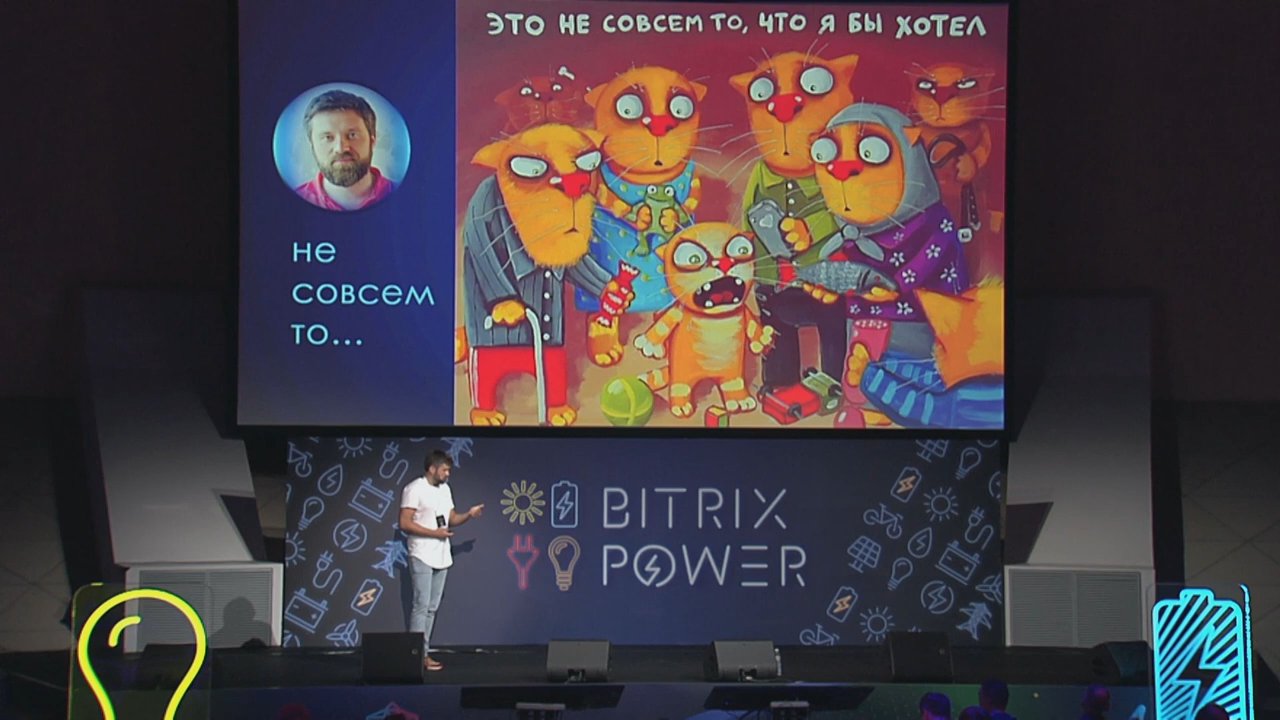 ЭТО НЕ СОВСЕМ ТО, ЧТО Я БЫ ХОТЕЛ
не
совсем
то...
BITRIX
POWER